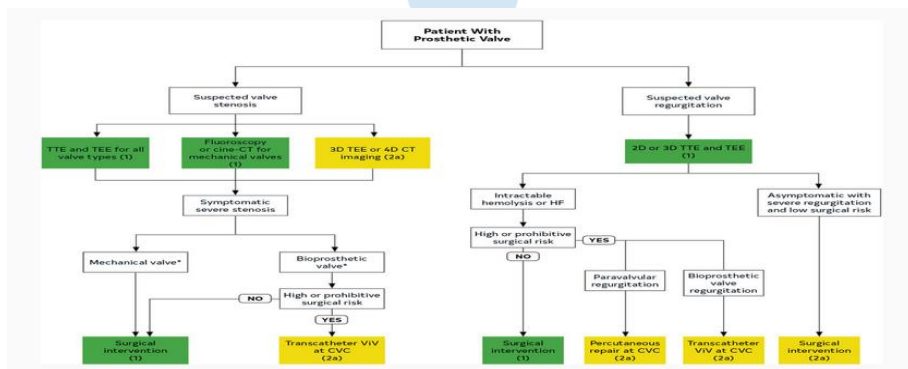 Patient With
Prosthetic Valve
Suspected valve
stenosis
Suspected valve
regurgitation
TTE and TEE for all
valve types (1)
Fluoroscopy
or cine-CT for
mechanical valves
(1)
3D TEE or 4D CT
imaging (2a)
2D or 3D TTE and TEE
(1)
Symptomatic
severe stenosis
Intractable
hemolysis or HF
Asymptomatic with
severe regurgitation
and low surgical risk
Mechanical valve*
Bioprosthetic
valve*
High or prohibitive
surgical risk
YES
NO
NO
High or prohibitive
surgical risk
YES
Paravalvular
regurgitation
Bioprosthetic
valve
regurgitation
Surgical
intervention
(1)
Transcatheter ViV
at CVC
(2a)
Surgical
intervention (1)
Percutaneous
repair at CVC
(2a)
Transcatheter
ViV at CVC
(2a)
Surgical
intervention
(2a)